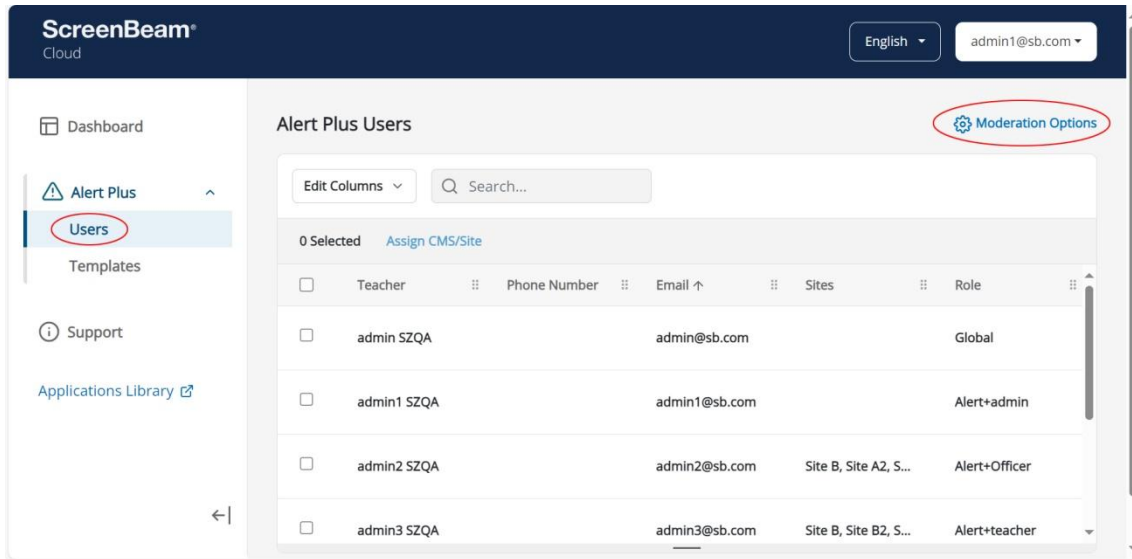 ScreenBeam®
Cloud
English
admin1@sb.com
Dashboard
Alert Plus
Users
Templates
Support
Applications Library
Alert Plus Users
Moderation Options
Edit Columns
Search...
0 Selected Assign CMS/Site
Teacher Phone Number Email ↑ Sites Role
admin SZQA admin@sb.com Global
admin1 SZQA admin1@sb.com Alert+admin
admin2 SZQA admin2@sb.com Site B, Site A2, S... Alert+Officer
admin3 SZQA admin3@sb.com Site B, Site B2, S... Alert+teacher